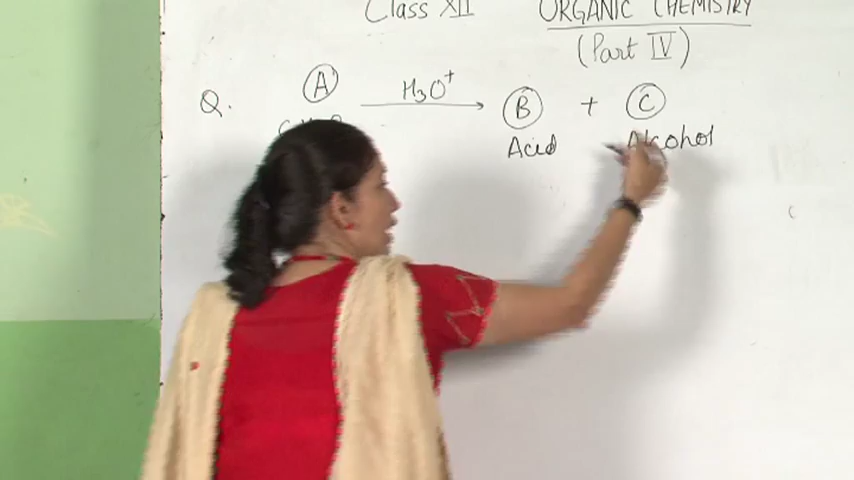 Class XII ORGANIC CHEMISTRY
(Part IV)
Q. A H3O+ B + C
Acid Alcohol